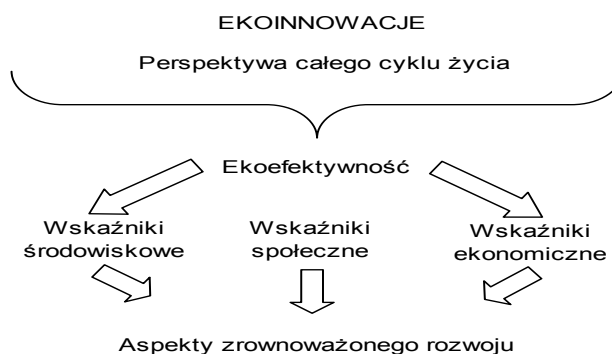 EKOINNOWACJE
Perspektywa całego cyklu życia
Ekoefektywność
Wskaźniki
środowiskowe
Wskaźniki
społeczne
Wskaźniki
ekonomiczne
Aspekty zrownoważonego rozwoju